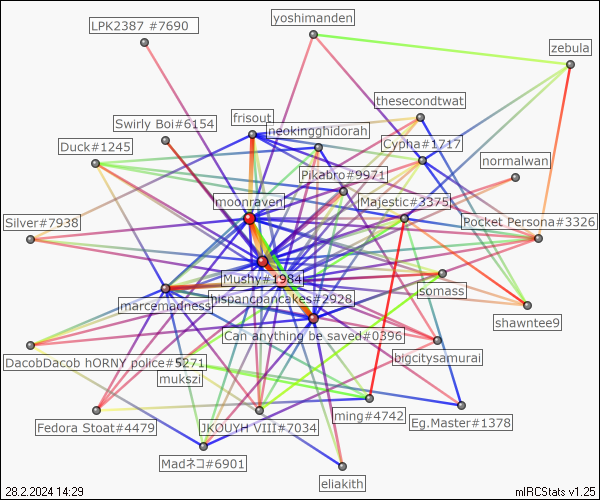 LPK2387 #7690
yoshimanden
zebula
thesecondtwat
frisout
Swirly Boi#6154
neokingghidorah
Duck#1245
Cypha#1717
normalwan
Pikabro#9971
moonraven
Majestic#3375
Silver#7938
Pocket Persona#3326
Mushy#1984
somass
hispancpancakes#2928
marcemadness
shawntee9
Can anything be saved#0396
bigcitysamurai
DacobDacob hORNY police#5271
mukszi
ming#4742
Eg.Master#1378
Fedora Stoat#4479
JKOUYH VIII#7034
Madネコ#6901
eliakith
28.2.2024 14:29
mIRCStats v1.25